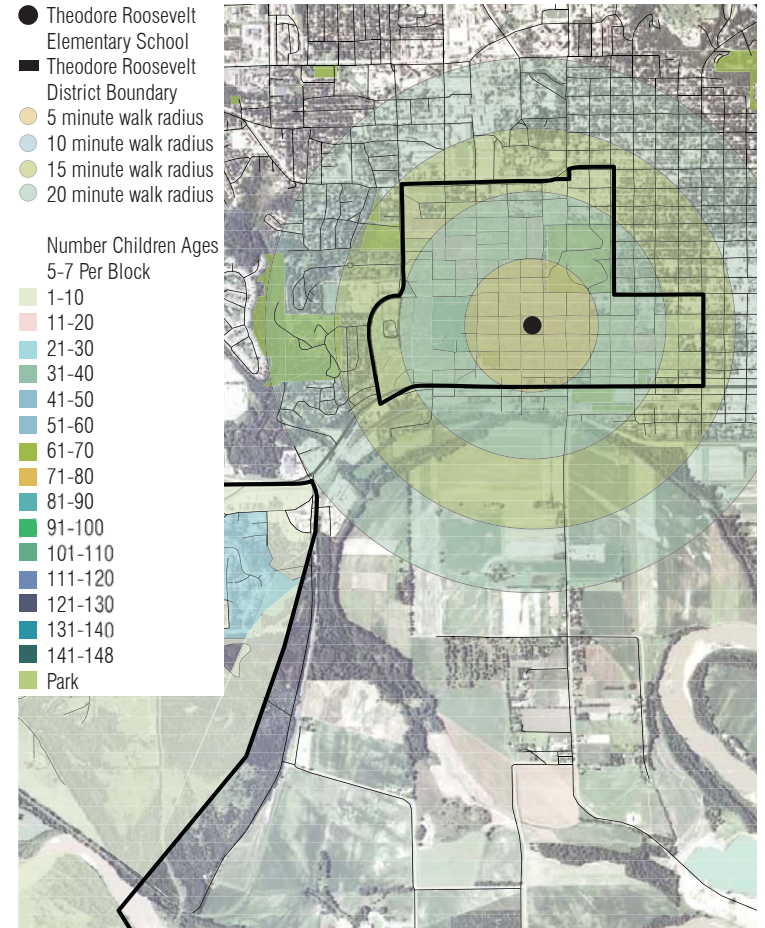 Theodore Roosevelt
Elementary School
Theodore Roosevelt
District Boundary
5 minute walk radius
10 minute walk radius
15 minute walk radius
20 minute walk radius
Number Children Ages
5-7 Per Block
1-10
11-20
21-30
31-40
41-50
51-60
61-70
71-80
81-90
91-100
101-110
111-120
121-130
131-140
141-148
Park